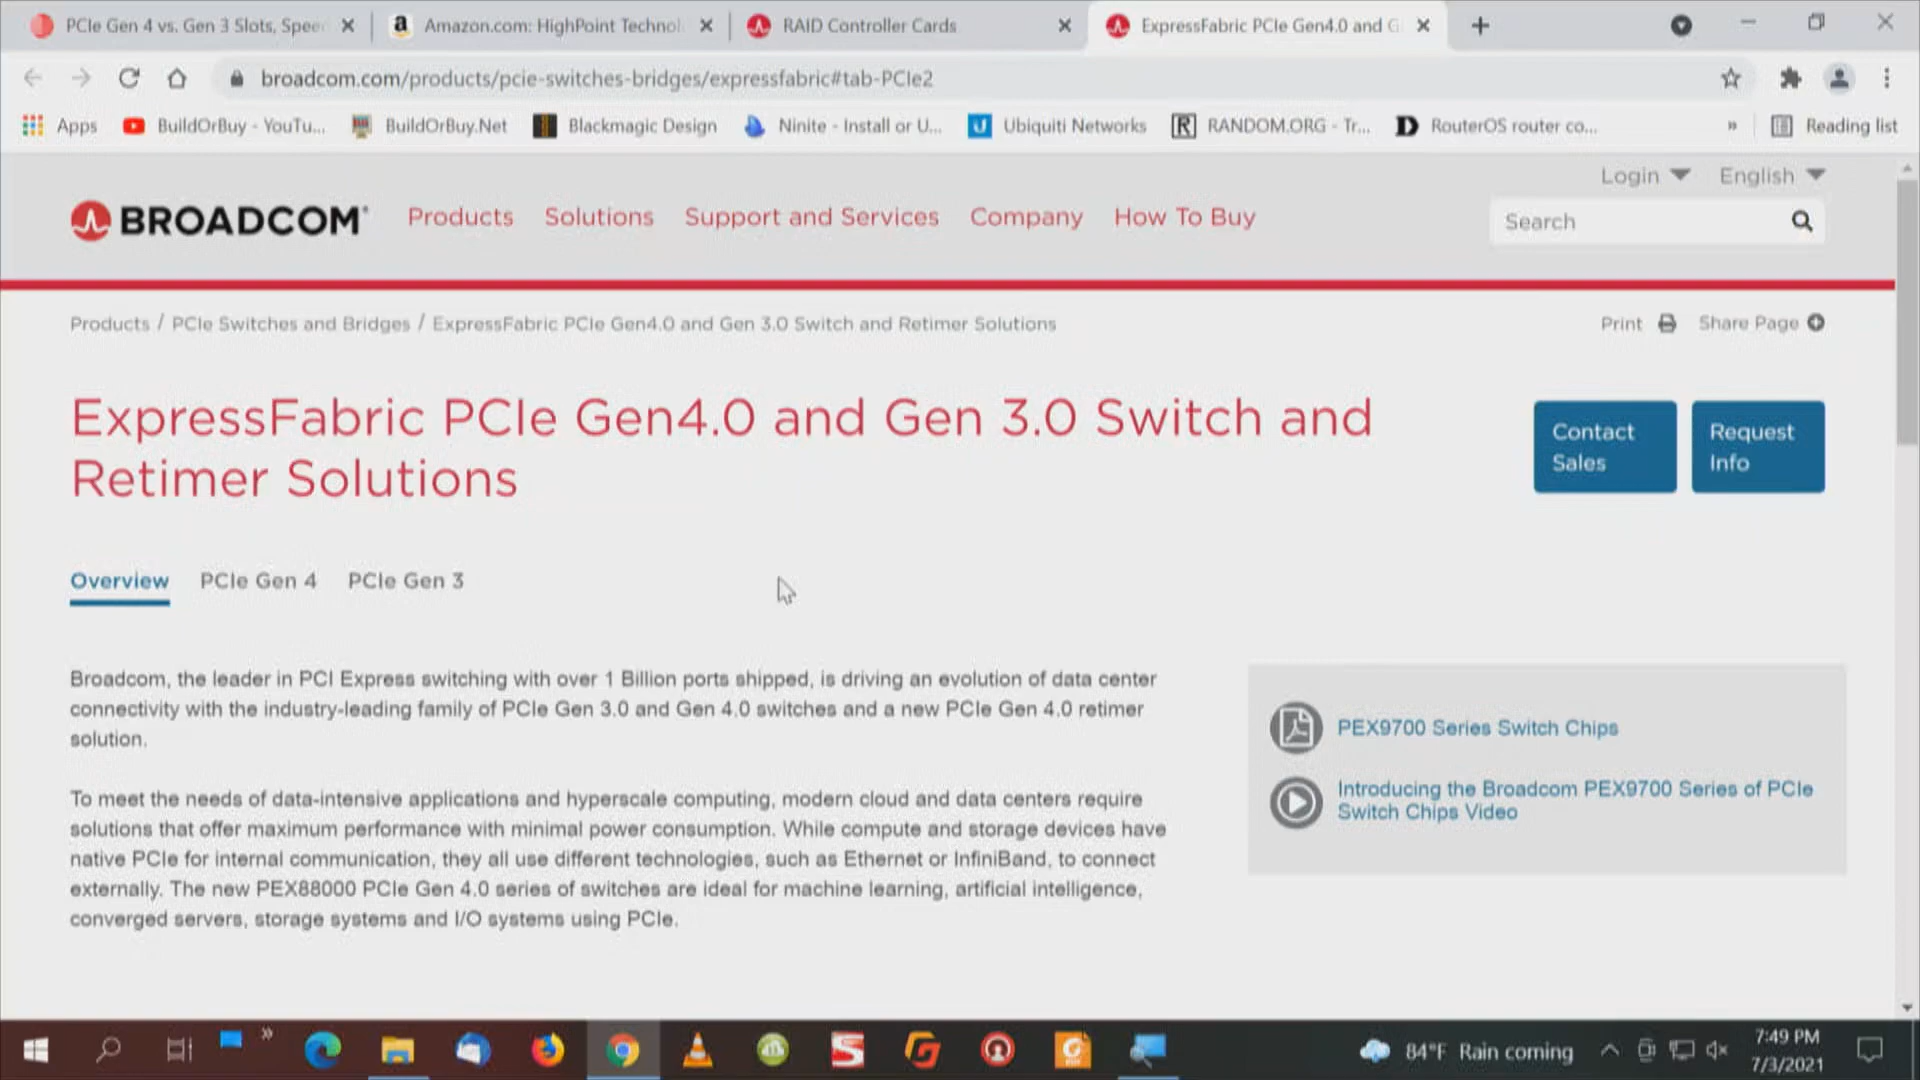 PCIe Gen 4 vs. Gen 3 Slots, Spee
Amazon.com: HighPoint Technol
RAID Controller Cards
ExpressFabric PCIe Gen4.0 and G
broadcom.com/products/pcie-switches-bridges/expressfabric#tab-PCIe2
Apps
BuildOrBuy - YouTu...
BuildOrBuy.Net
Blackmagic Design
Ninite - Install or U...
Ubiquiti Networks
RANDOM.ORG - Tr...
RouterOS router co...
»
Reading list
Login
English
BROADCOM
Products
Solutions
Support and Services
Company
How To Buy
Search
Products / PCIe Switches and Bridges / ExpressFabric PCIe Gen4.0 and Gen 3.0 Switch and Retimer Solutions
Print
Share Page
ExpressFabric PCIe Gen4.0 and Gen 3.0 Switch and
Retimer Solutions
Contact
Sales
Request
Info
Overview
PCIe Gen 4
PCIe Gen 3
Broadcom, the leader in PCI Express switching with over 1 Billion ports shipped, is driving an evolution of data center
connectivity with the industry-leading family of PCIe Gen 3.0 and Gen 4.0 switches and a new PCIe Gen 4.0 retimer
solution.
To meet the needs of data-intensive applications and hyperscale computing, modern cloud and data centers require
solutions that offer maximum performance with minimal power consumption. While compute and storage devices have
native PCIe for internal communication, they all use different technologies, such as Ethernet or InfiniBand, to connect
externally. The new PEX88000 PCIe Gen 4.0 series of switches are ideal for machine learning, artificial intelligence,
converged servers, storage systems and I/O systems using PCIe.
PEX9700 Series Switch Chips
Introducing the Broadcom PEX9700 Series of PCIe
Switch Chips Video
84°F Rain coming
7:49 PM
7/3/2021